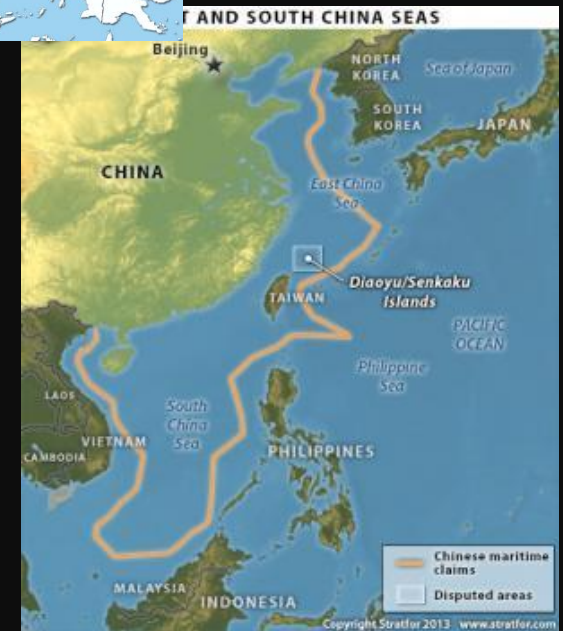 T AND SOUTH CHINA SEAS
Beijing
NORTH
KOREA
Sea of Japan
SOUTH
KOREA
JAPAN
CHINA
East China
Sea
Diaoyu/Senkaku
Islands
TAIWAN
PACIFIC
OCEAN
Philippine
Sea
LAOS
South
China
Sea
VIETNAM
CAMBODIA
PHILIPPINES
Chinese maritime
claims
Disputed areas
MALAYSIA
INDONESIA
Copyright Stratfor 2013 www.stratfor.com